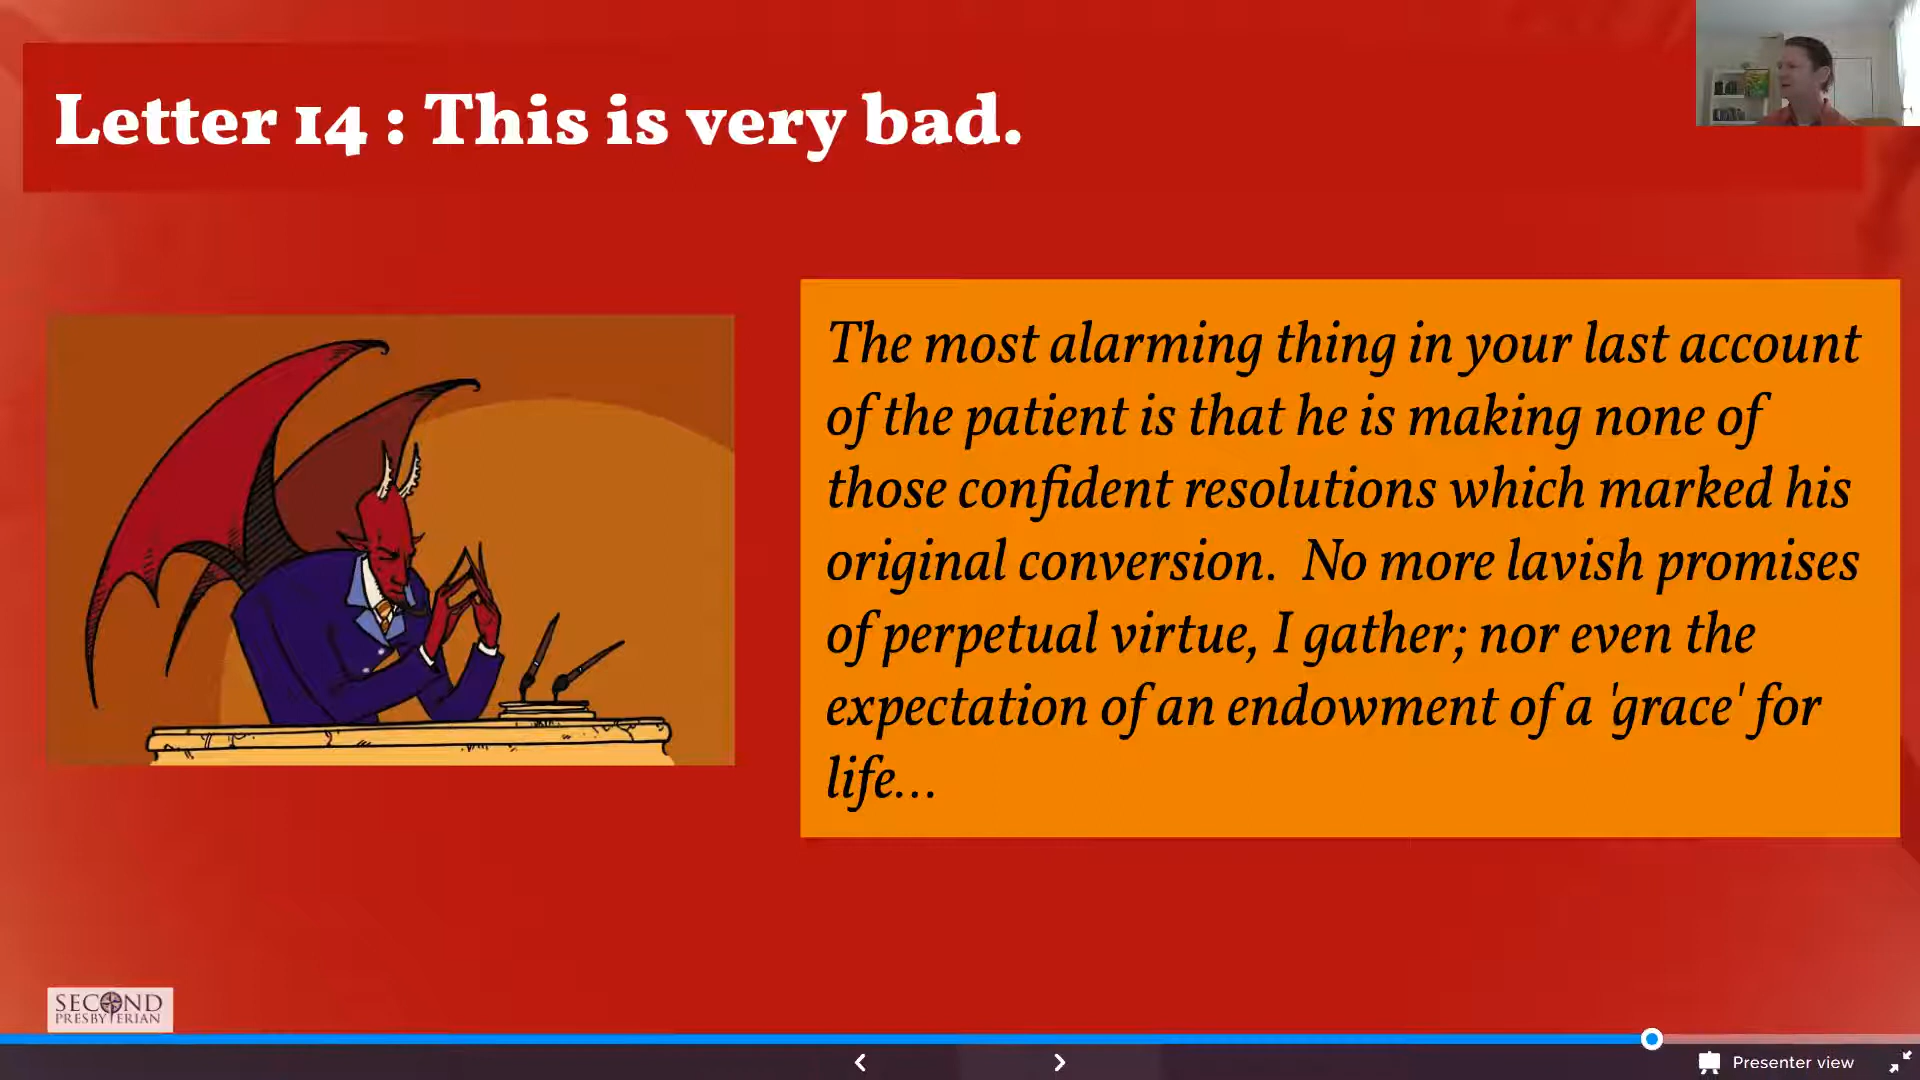 Letter 14 : This is very bad.
The most alarming thing in your last account
of the patient is that he is making none of
those confident resolutions which marked his
original conversion.  No more lavish promises
of perpetual virtue, I gather; nor even the
expectation of an endowment of a 'grace' for
life...
SECOND
PRESBYTERIAN
Presenter view